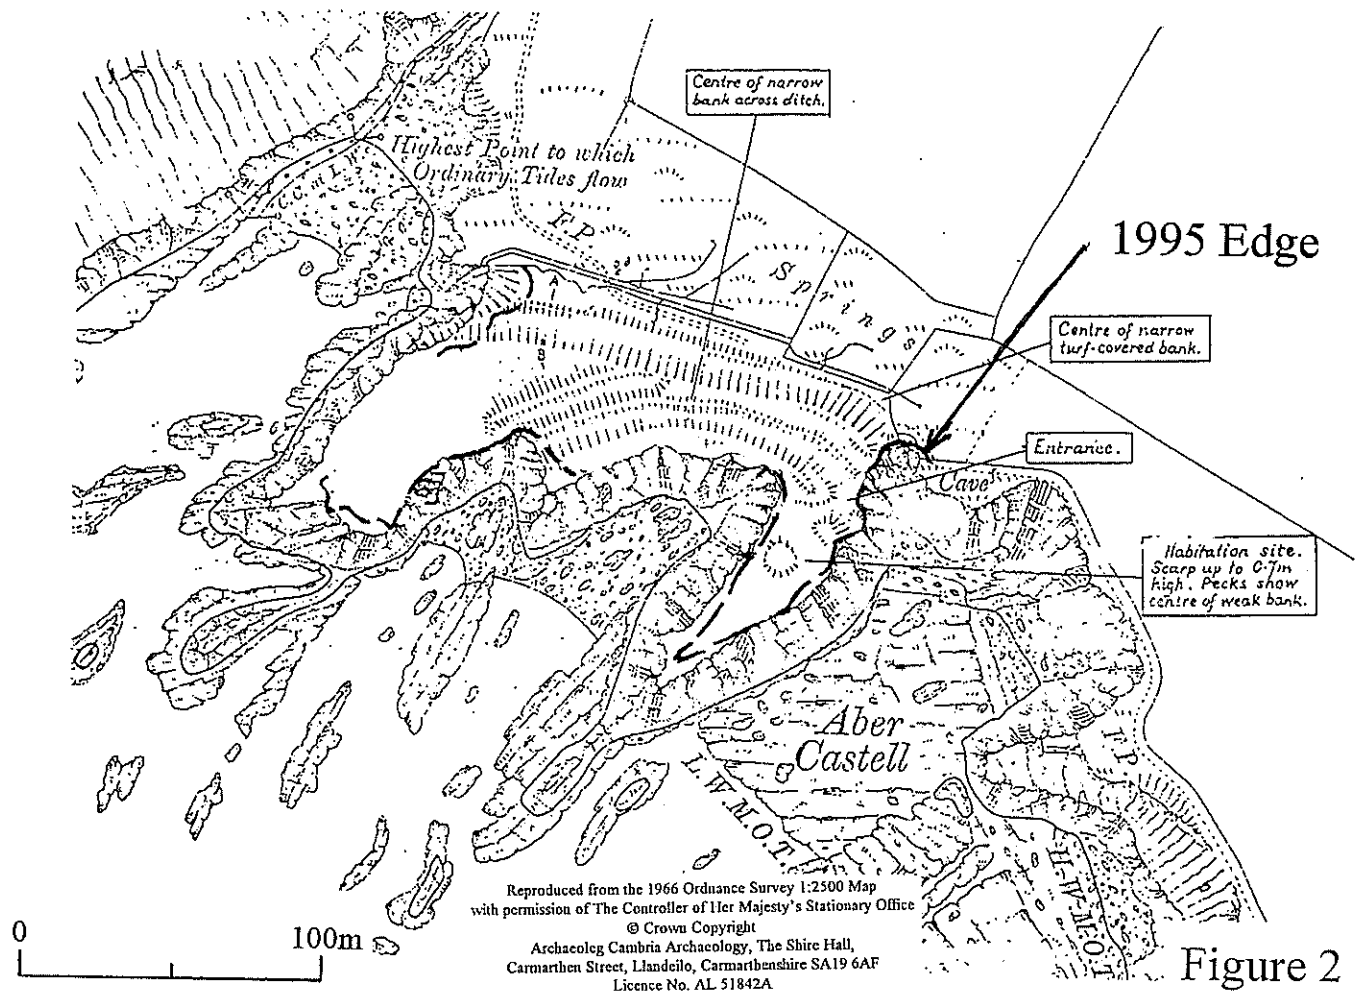 Centre of narrow
bank across ditch.
Highest Point to which
Ordinary Tides flow
F P
Springs
1995 Edge
Centre of narrow
turf-covered bank.
A
B
Entrance.
Cave
Habitation site.
Scarp up to 0·7m
high. Pecks show
centre of weak bank.
Aber
Castell
F P
L.W.M.O.T.
H.W.M.O.T
Reproduced from the 1966 Ordnance Survey 1:2500 Map
with permission of The Controller of Her Majesty's Stationary Office
© Crown Copyright
Archaeoleg Cambria Archaeology, The Shire Hall,
Carmarthen Street, Llandeilo, Carmarthenshire SA19 6AF
Licence No. AL 51842A
0
100m
Figure 2